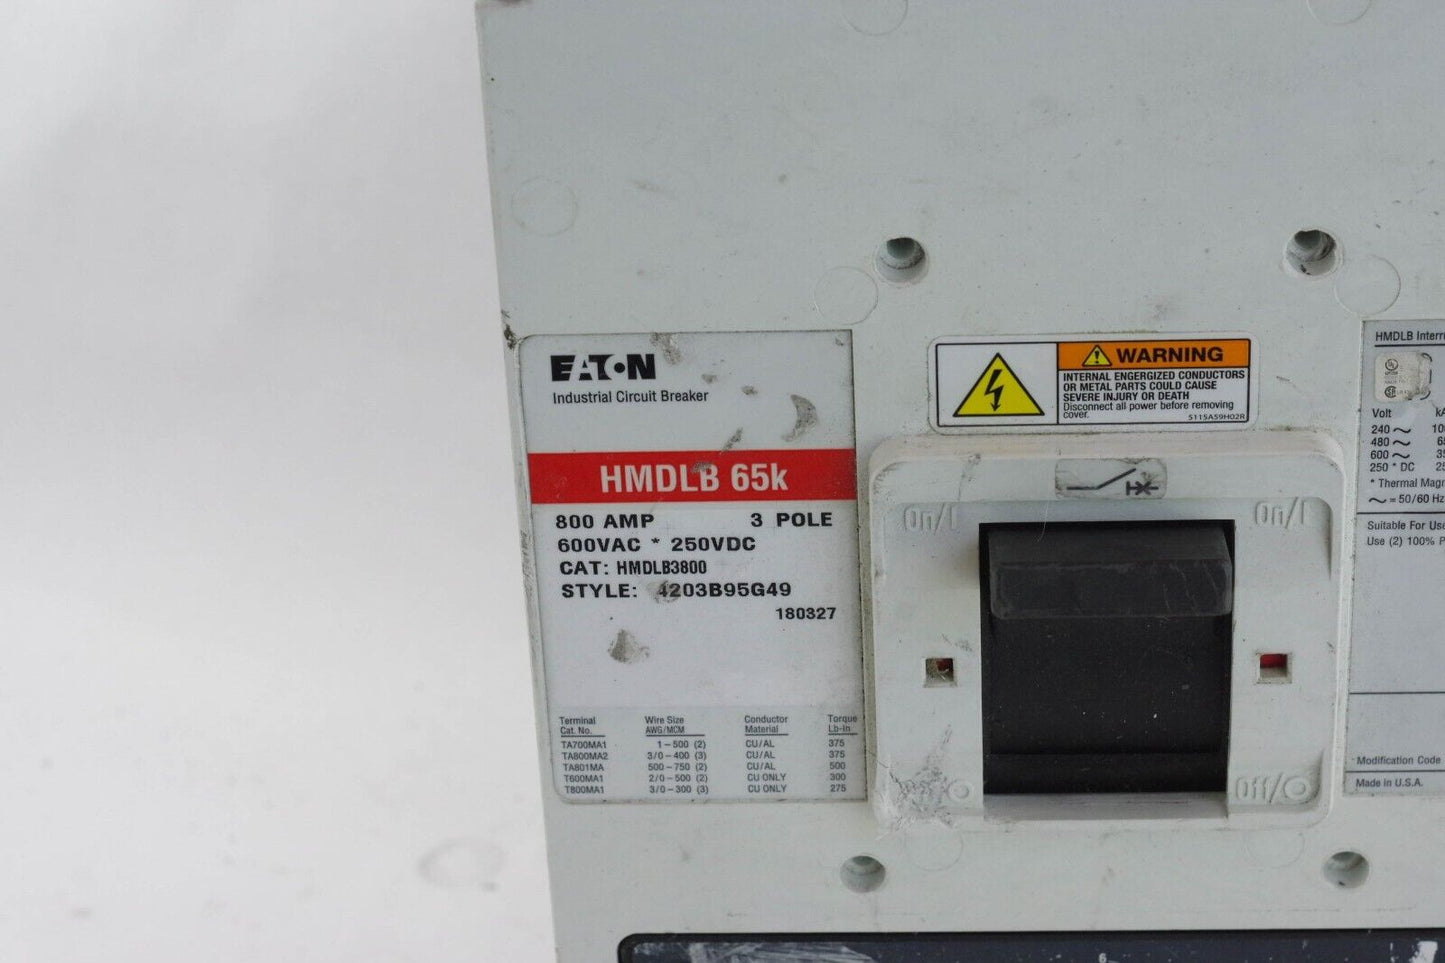 EATON
Industrial Circuit Breaker
HMDLB 65k
800 AMP 3 POLE
600VAC * 250VDC
CAT: HMDLB3800
STYLE: 4203B95G49
180327
Terminal Wire Size Conductor Torque
Cat. No. AWG/MCM Material Lb-in
TA700MA1 1-500 (2) CU/AL 375
TA800MA2 3/0-400 (3) CU/AL 375
TA801MA 500-750 (2) CU/AL 500
T600MA1 2/0-500 (2) CU ONLY 300
T800MA1 3/0-300 (3) CU ONLY 275
WARNING
INTERNAL ENGERGIZED CONDUCTORS
OR METAL PARTS COULD CAUSE
SEVERE INJURY OR DEATH
Disconnect all power before removing
cover.
5115A59H02R
On/I On/I
Off/O
HMDLB
Volt
240 ~
480 ~
600 ~
250 * DC
* Thermal
~ = 50/60
Suitable For
Use (2) 100%
Modification Code
Made in U.S.A.
6